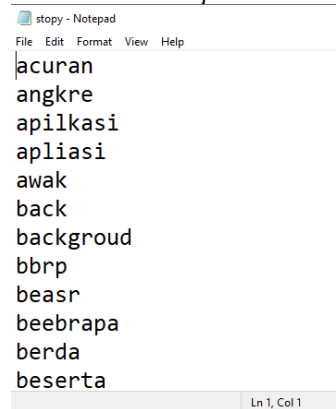 stopy - Notepad
File Edit Format View Help
acuran
angkre
apilkasi
apliasi
awak
back
backgroud
bbrp
beasr
beebrapa
berda
beserta
Ln 1, Col 1